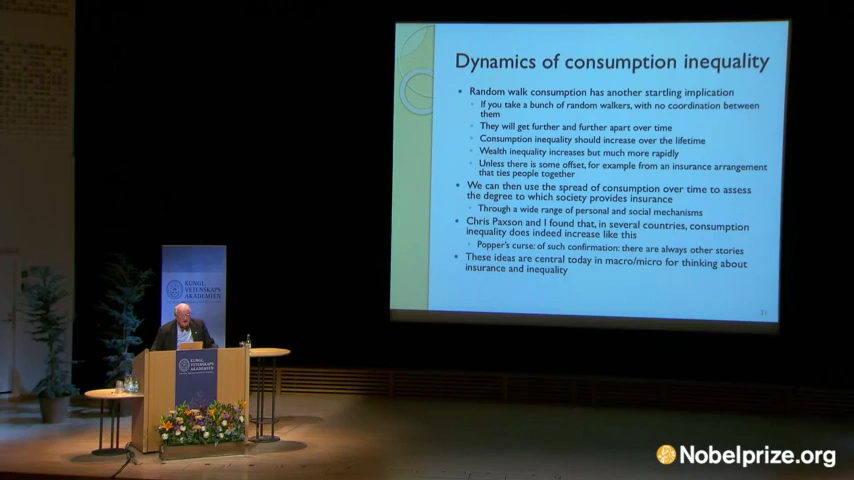 Dynamics of consumption inequality
• Random walk consumption has another startling implication
• If you take a bunch of random walkers, with no coordination between
them
• They will get further and further apart over time
• Consumption inequality should increase over the lifetime
• Wealth inequality increases but much more rapidly
• Unless there is some offset, for example from an insurance arrangement
that ties people together
• We can then use the spread of consumption over time to assess
the degree to which society provides insurance
• Through a wide range of personal and social mechanisms
• Chris Paxson and I found that, in several countries, consumption
inequality does indeed increase like this
• Popper's curse: of such confirmation: there are always other stories
• These ideas are central today in macro/micro for thinking about
insurance and inequality
KUNGL.
VETENSKAPS
AKADEMIEN
KUNGL.
VETENSKAPS
AKADEMIEN
Nobelprize.org